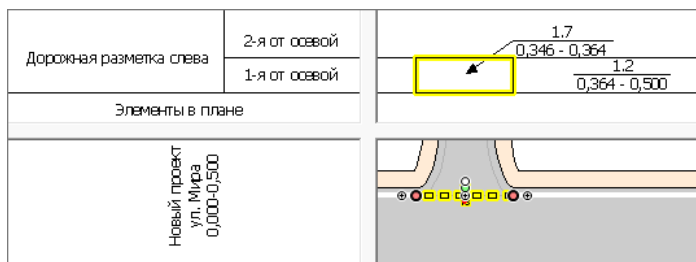 Дорожная разметка слева
2-я от осевой
1-я от осевой
1.7
0,346 - 0,364
1.2
0,364 - 0,500
Элементы в плане
Новый проект
ул. Мира
0,000-0,500